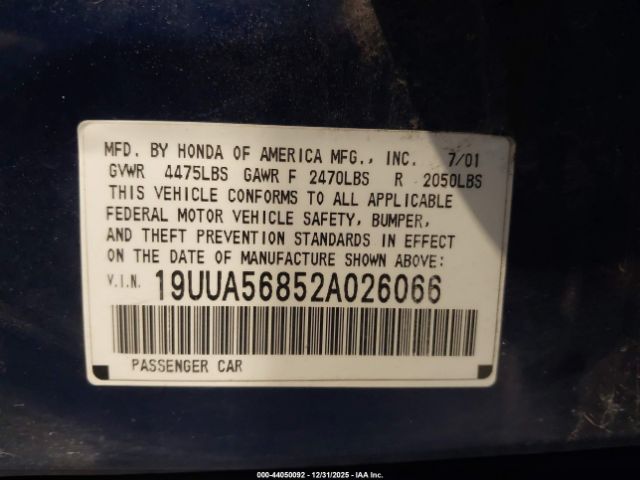 MFD. BY HONDA OF AMERICA MFG., INC. 7/01
GVWR 4475LBS GAWR F 2470LBS R 2050LBS
THIS VEHICLE CONFORMS TO ALL APPLICABLE
FEDERAL MOTOR VEHICLE SAFETY, BUMPER,
AND THEFT PREVENTION STANDARDS IN EFFECT
ON THE DATE OF MANUFACTURE SHOWN ABOVE:
V.I.N. 19UUA56852A026066
PASSENGER CAR
000-44050092 - 12/31/2025 - IAA Inc.